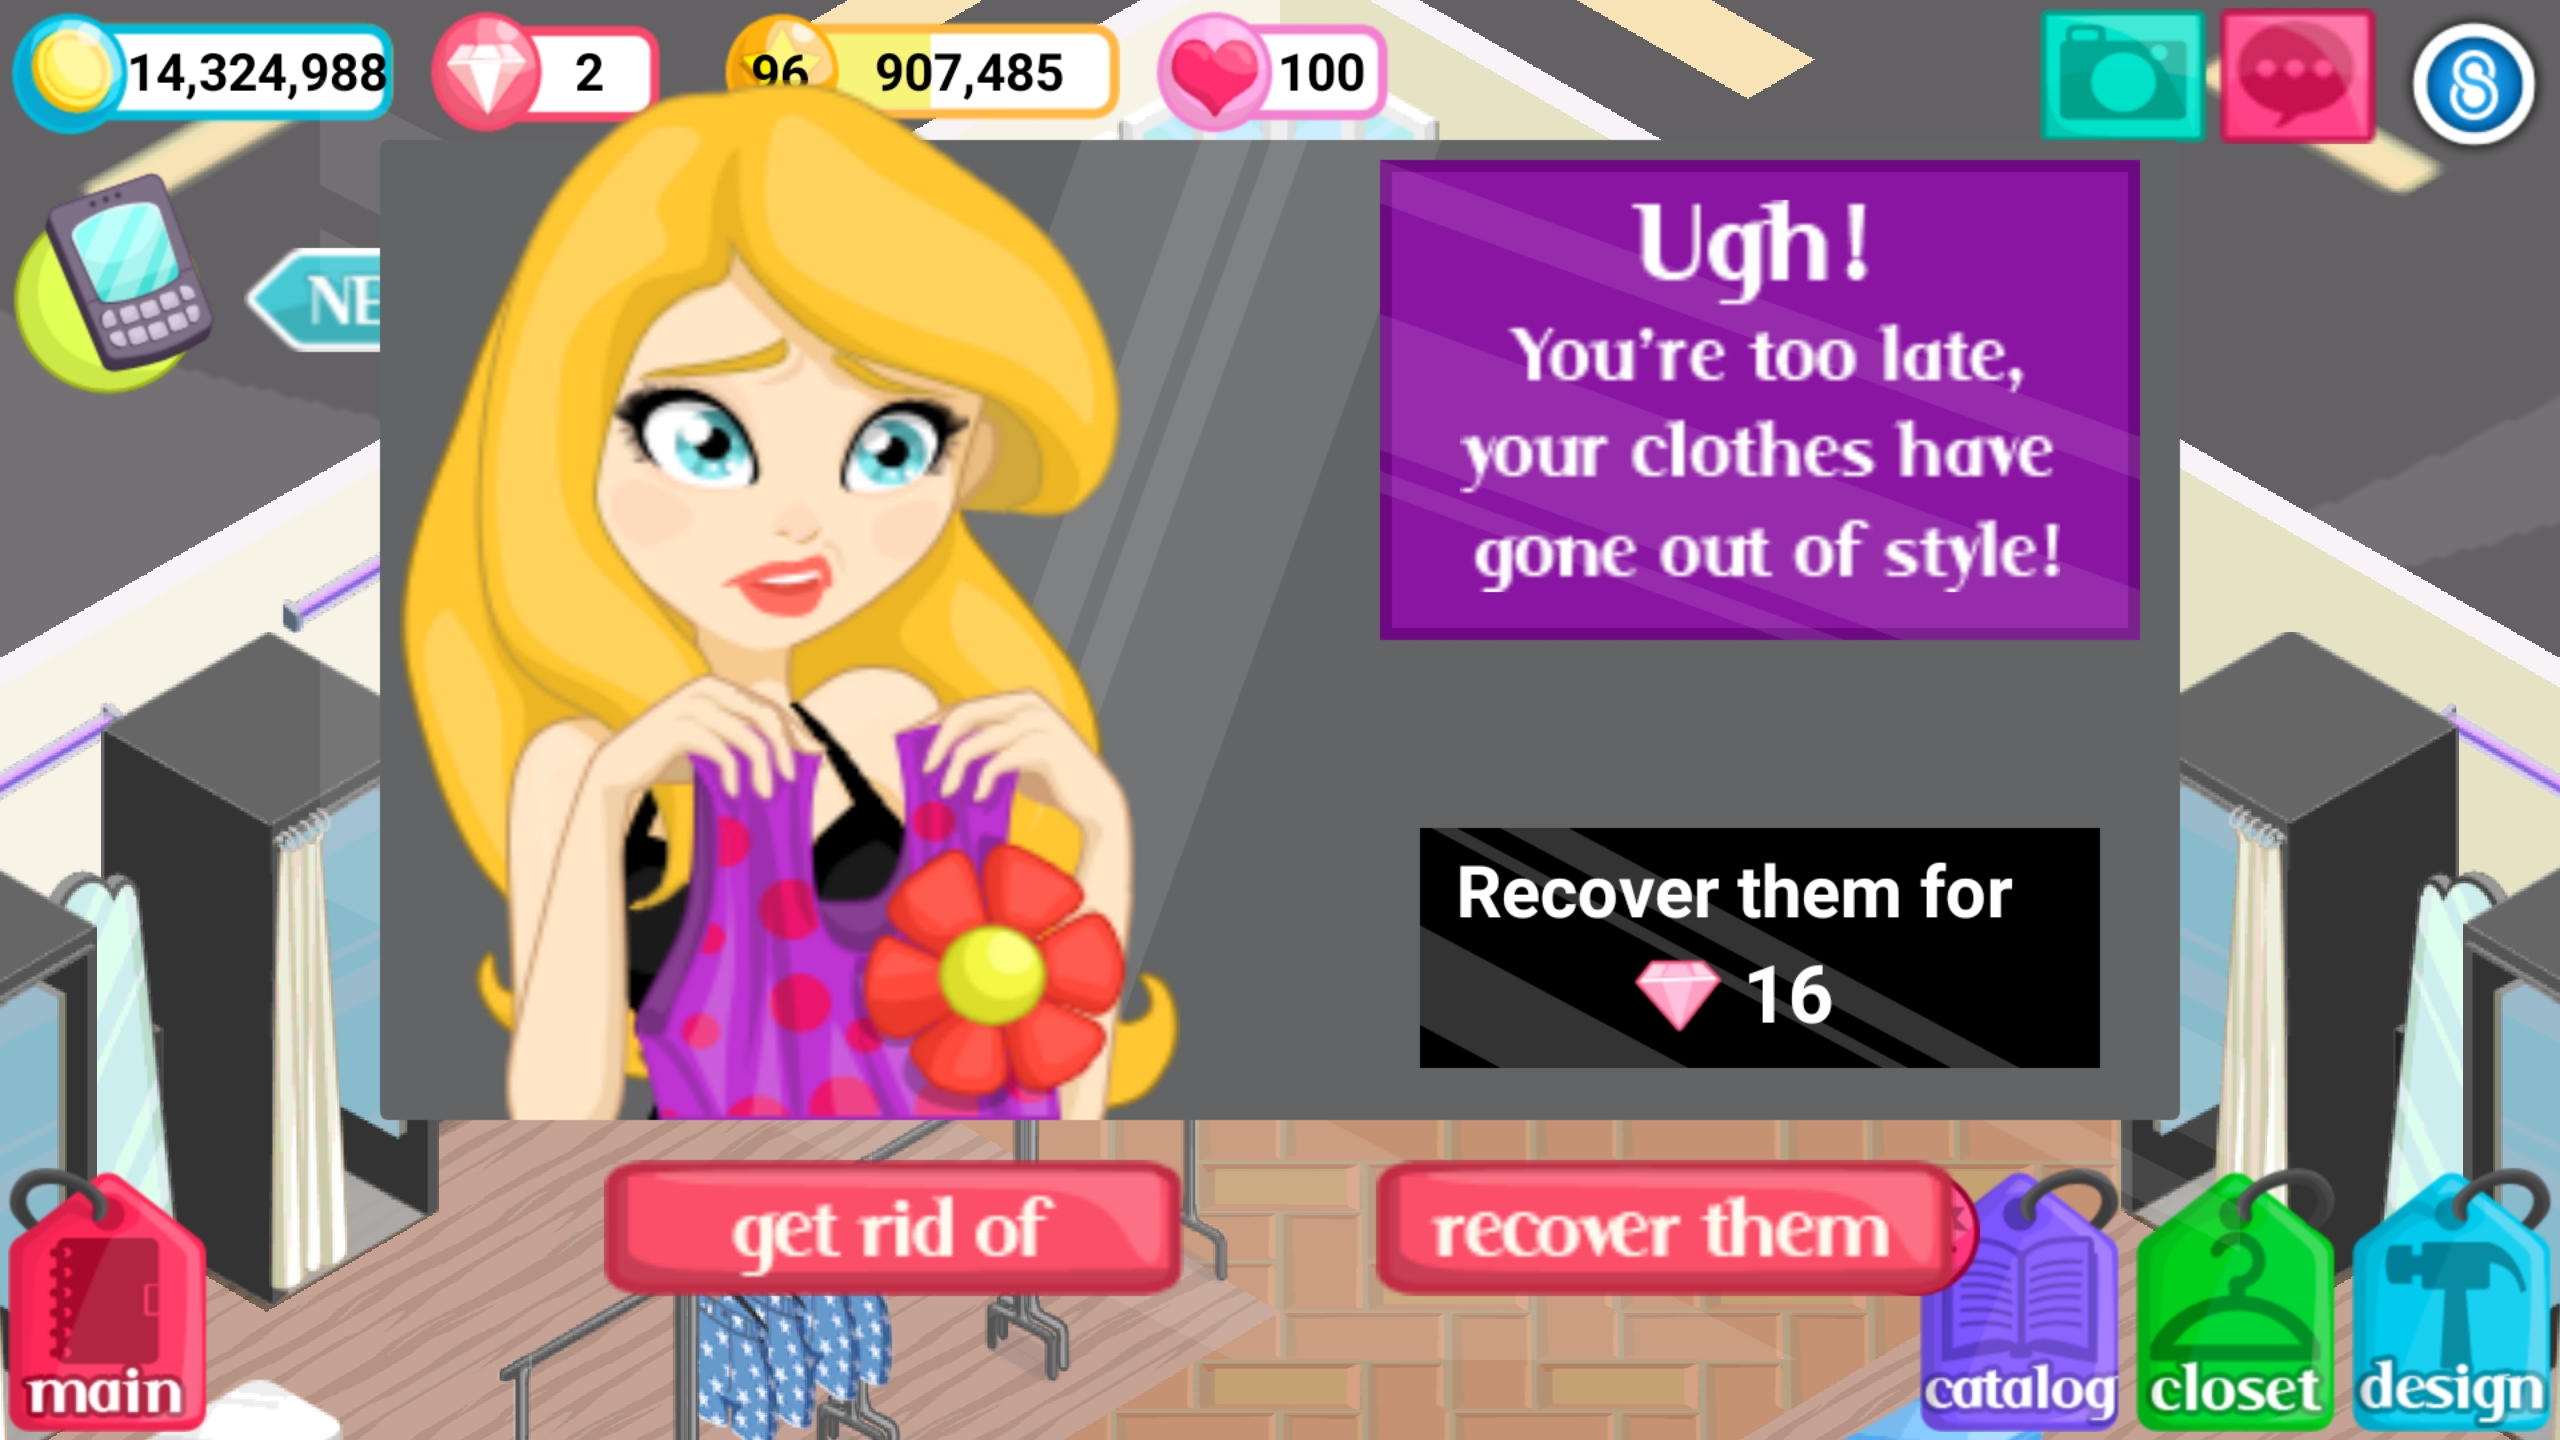 14,324,988
2
96
907,485
100
NE
Ugh!
You're too late,
your clothes have
gone out of style!
Recover them for
16
get rid of
recover them
main
catalog
closet
design